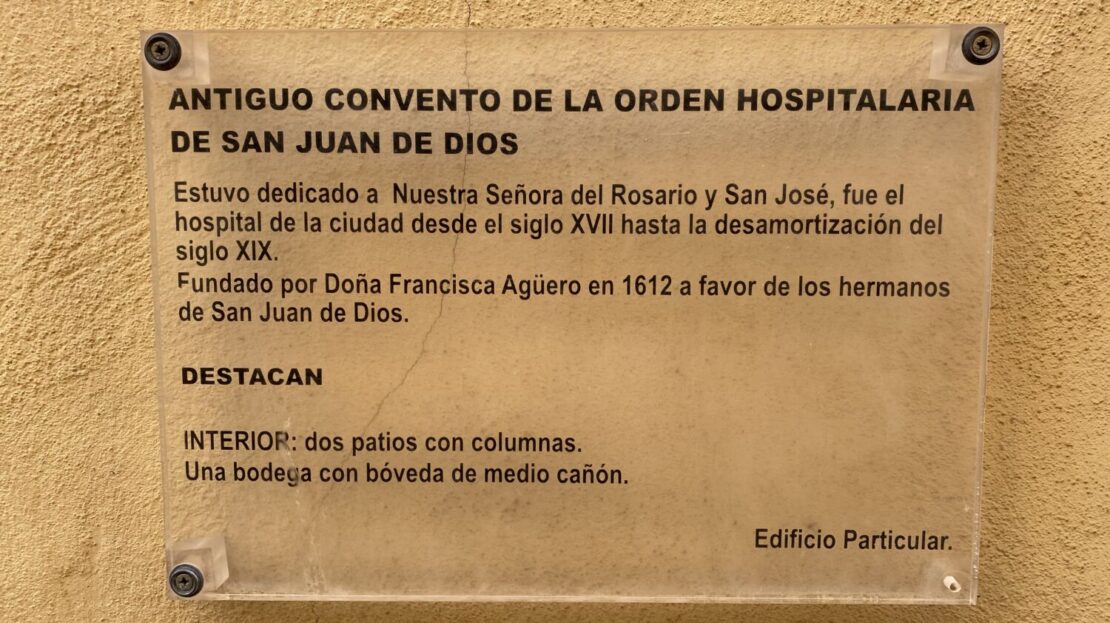 ANTIGUO CONVENTO DE LA ORDEN HOSPITALARIA
DE SAN JUAN DE DIOS
Estuvo dedicado a Nuestra Señora del Rosario y San José, fue el
hospital de la ciudad desde el siglo XVII hasta la desamortización del
siglo XIX.
Fundado por Doña Francisca Agüero en 1612 a favor de los hermanos
de San Juan de Dios.
DESTACAN
INTERIOR: dos patios con columnas.
Una bodega con bóveda de medio cañón.
Edificio Particular.